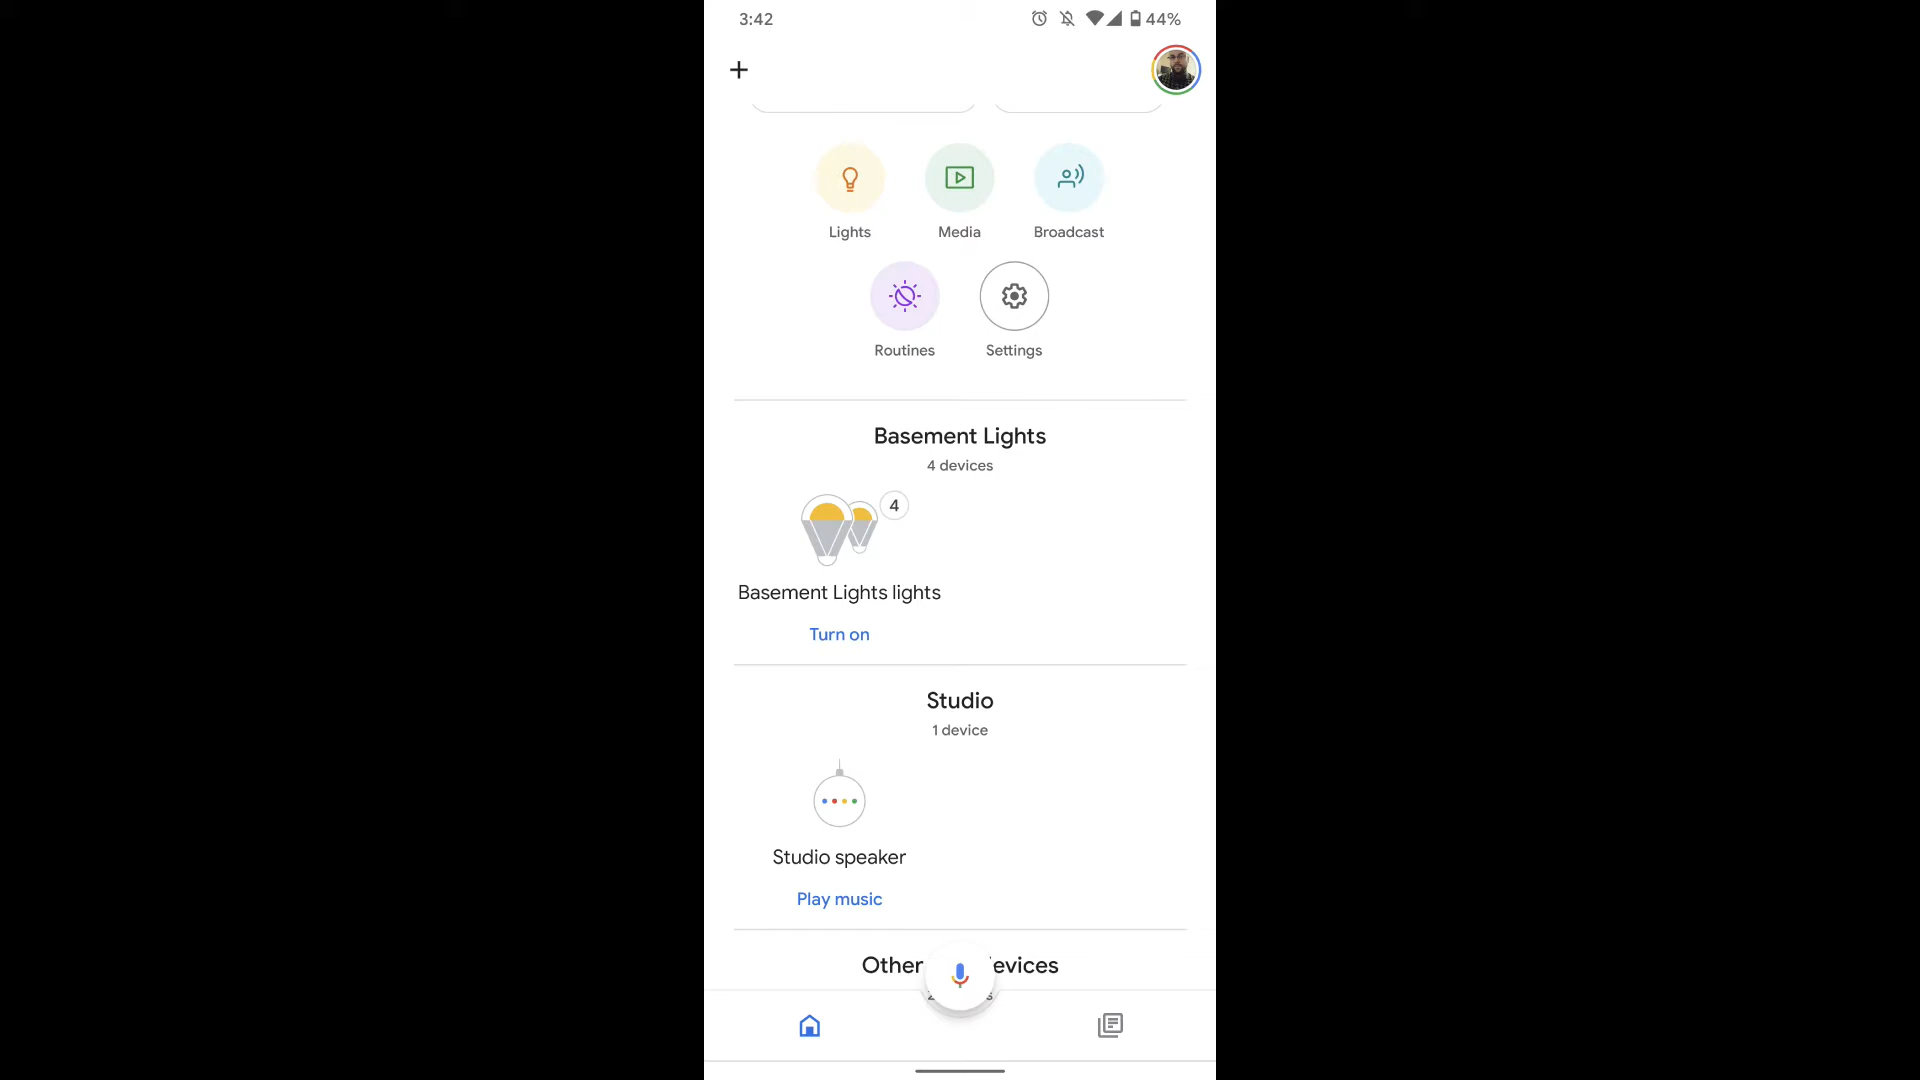 3:42
44%
Lights
Media
Broadcast
Routines
Settings
Basement Lights
4 devices
4
Basement Lights lights
Turn on
Studio
1 device
Studio speaker
Play music
Other
evices